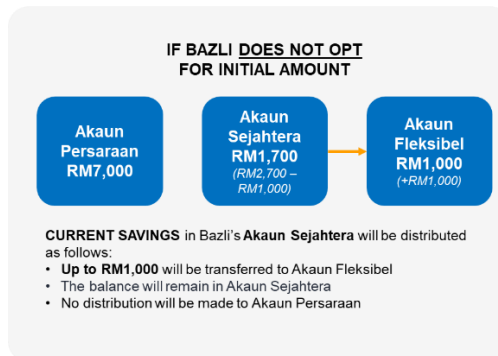 IF BAZLI DOES NOT OPT
FOR INITIAL AMOUNT
Akaun
Persaraan
RM7,000
Akaun
Sejahtera
RM1,700
(RM2,700 –
RM1,000)
Akaun
Fleksibel
RM1,000
(+RM1,000)
CURRENT SAVINGS in Bazli's Akaun Sejahtera will be distributed
as follows:
• Up to RM1,000 will be transferred to Akaun Fleksibel
• The balance will remain in Akaun Sejahtera
• No distribution will be made to Akaun Persaraan